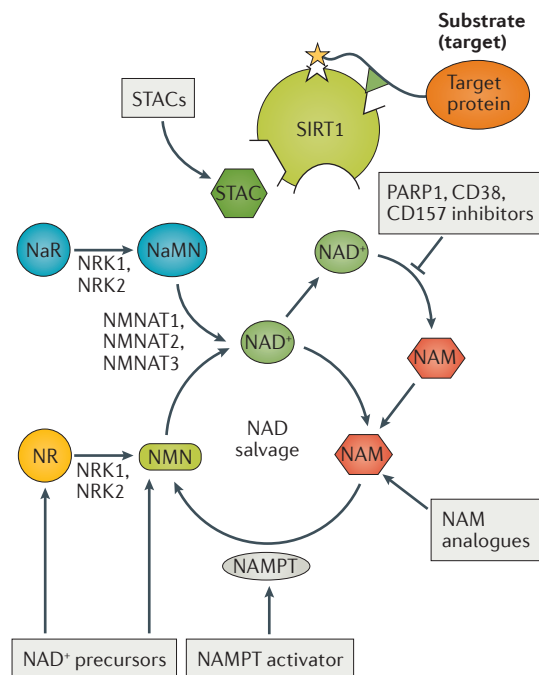 Substrate
(target)
STACs
Target
protein
SIRT1
STAC
PARP1, CD38,
CD157 inhibitors
NaR
NaMN
NAD⁺
NRK1,
NRK2
NMNAT1,
NMNAT2,
NMNAT3
NAD⁺
NAM
NAD
salvage
NR
NMN
NAM
NRK1,
NRK2
NAM
analogues
NAMPT
NAD⁺ precursors
NAMPT activator